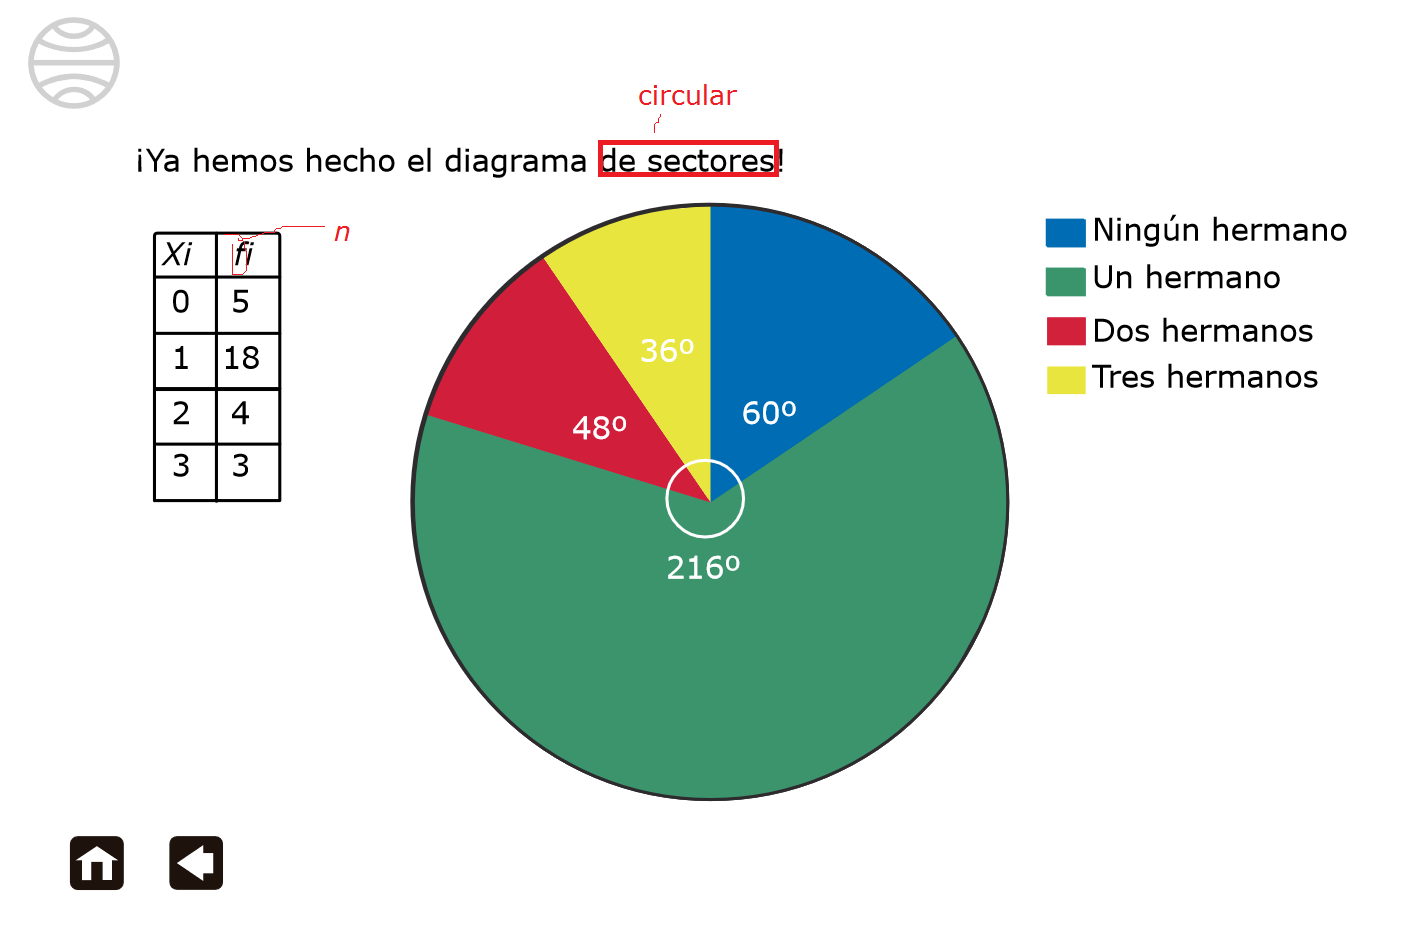 circular
¡Ya hemos hecho el diagrama de sectores!
n
Xi fi
0 5
1 18
2 4
3 3
36º
48º
60º
216º
Ningún hermano
Un hermano
Dos hermanos
Tres hermanos